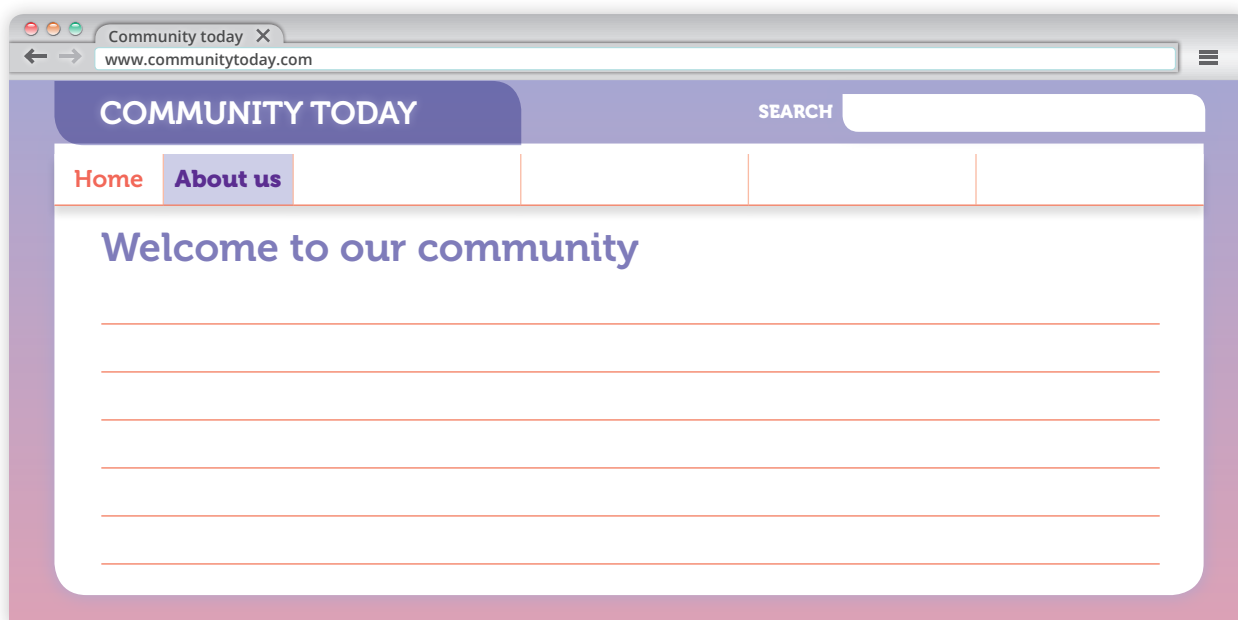 Community today
www.communitytoday.com
COMMUNITY TODAY
SEARCH
Home
About us
Welcome to our community